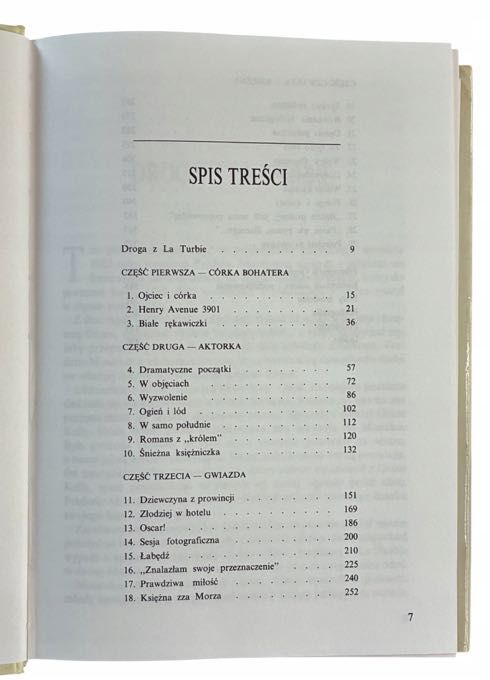 SPIS TREŚCI
Droga z La Turbie . . . . . . . . . . 9
CZĘŚĆ PIERWSZA — CÓRKA BOHATERA
1. Ojciec i córka . . . . . . . . . . 15
2. Henry Avenue 3901 . . . . . . . . 21
3. Białe rękawiczki . . . . . . . . . 36
CZĘŚĆ DRUGA — AKTORKA
4. Dramatyczne początki . . . . . . . 57
5. W objęciach . . . . . . . . . . 72
6. Wyzwolenie . . . . . . . . . . 86
7. Ogień i lód . . . . . . . . . . 102
8. W samo południe . . . . . . . . 112
9. Romans z „królem” . . . . . . . . 120
10. Śnieżna księżniczka . . . . . . . . 132
CZĘŚĆ TRZECIA — GWIAZDA
11. Dziewczyna z prowincji . . . . . . . 151
12. Złodziej w hotelu . . . . . . . . 169
13. Oscar! . . . . . . . . . . 186
14. Sesja fotograficzna . . . . . . . . 200
15. Łabędź . . . . . . . . . . 210
16. „Znalazłam swoje przeznaczenie” . . . . . 225
17. Prawdziwa miłość . . . . . . . . 240
18. Księżna zza Morza . . . . . . . . 252
7